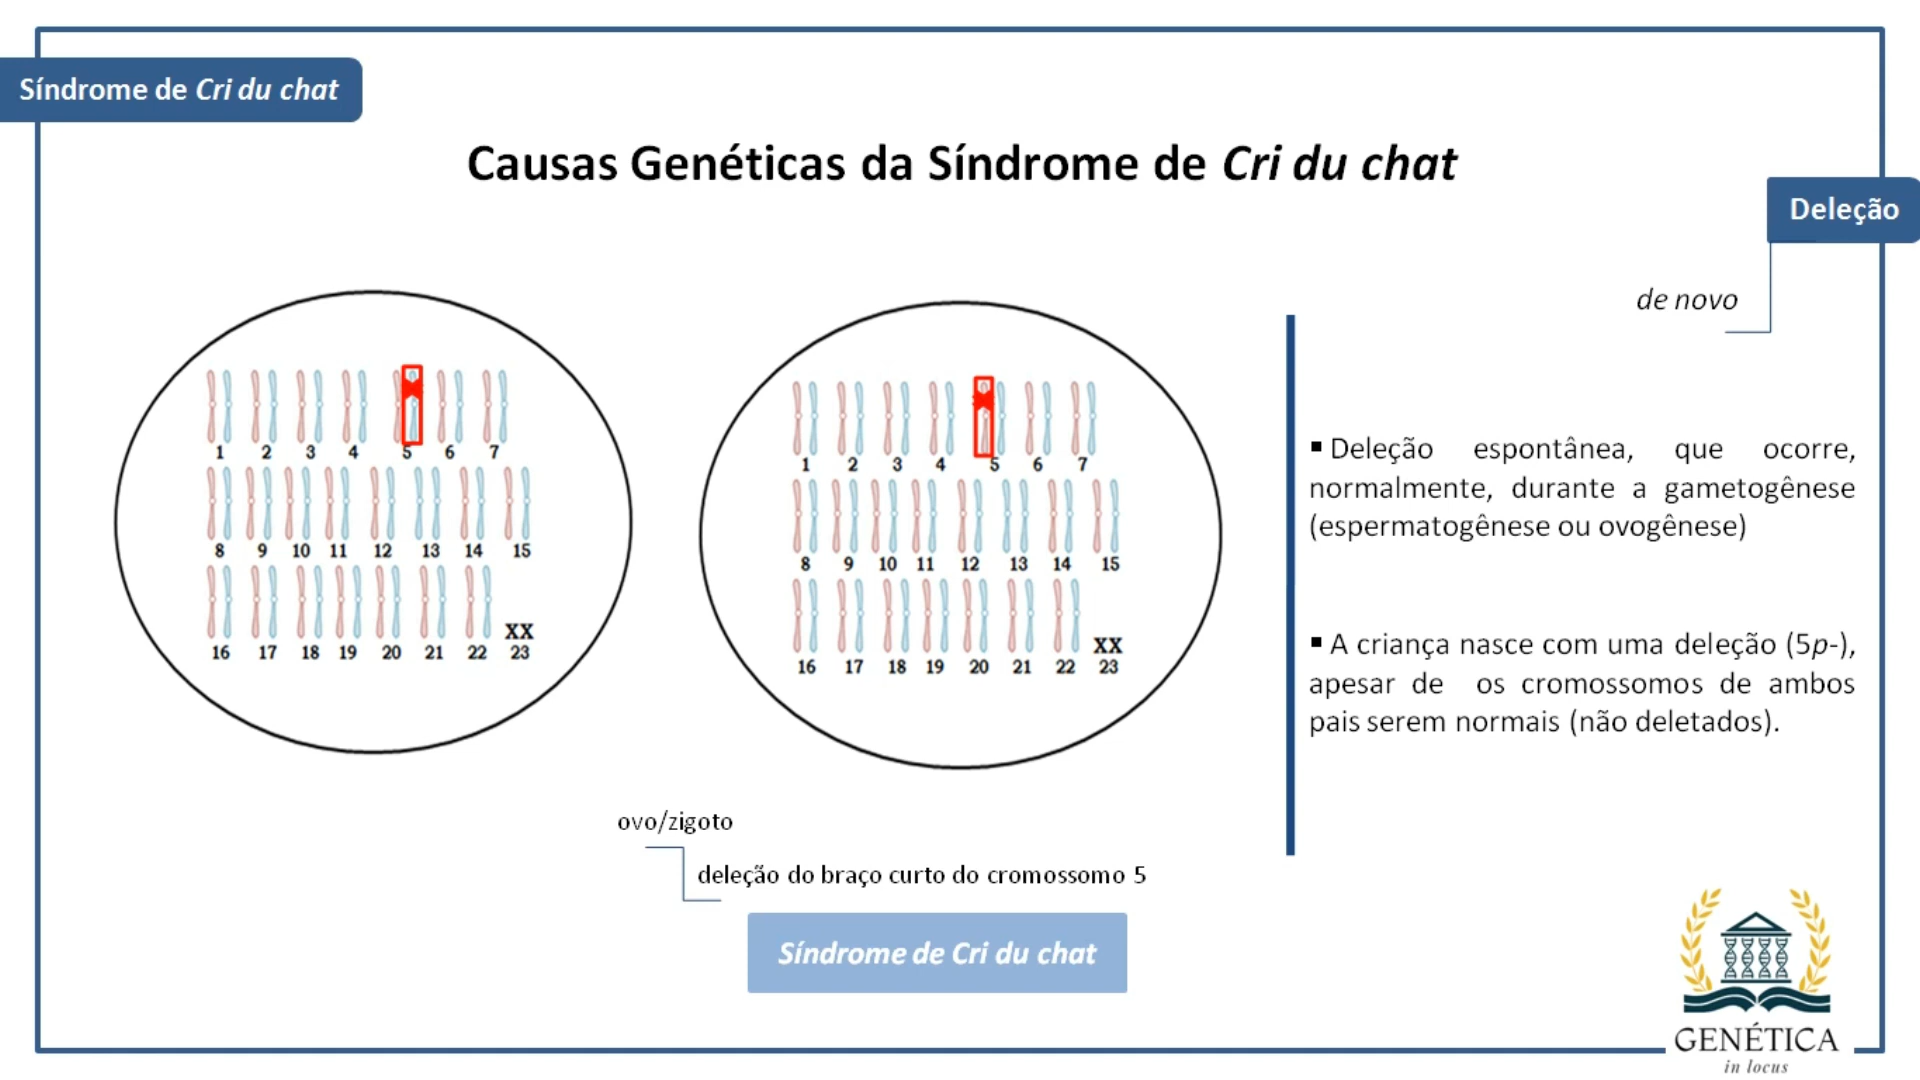 Síndrome de Cri du chat
Causas Genéticas da Síndrome de Cri du chat
Deleção
de novo
1 2 3 4 5 6 7
8 9 10 11 12 13 14 15
XX
16 17 18 19 20 21 22 23
1 2 3 4 5 6 7
8 9 10 11 12 13 14 15
XX
16 17 18 19 20 21 22 23
▪ Deleção espontânea, que ocorre,
normalmente, durante a gametogênese
(espermatogênese ou ovogênese)
▪ A criança nasce com uma deleção (5p-),
apesar de os cromossomos de ambos
pais serem normais (não deletados).
ovo/zigoto
deleção do braço curto do cromossomo 5
Síndrome de Cri du chat
GENÉTICA
in locus